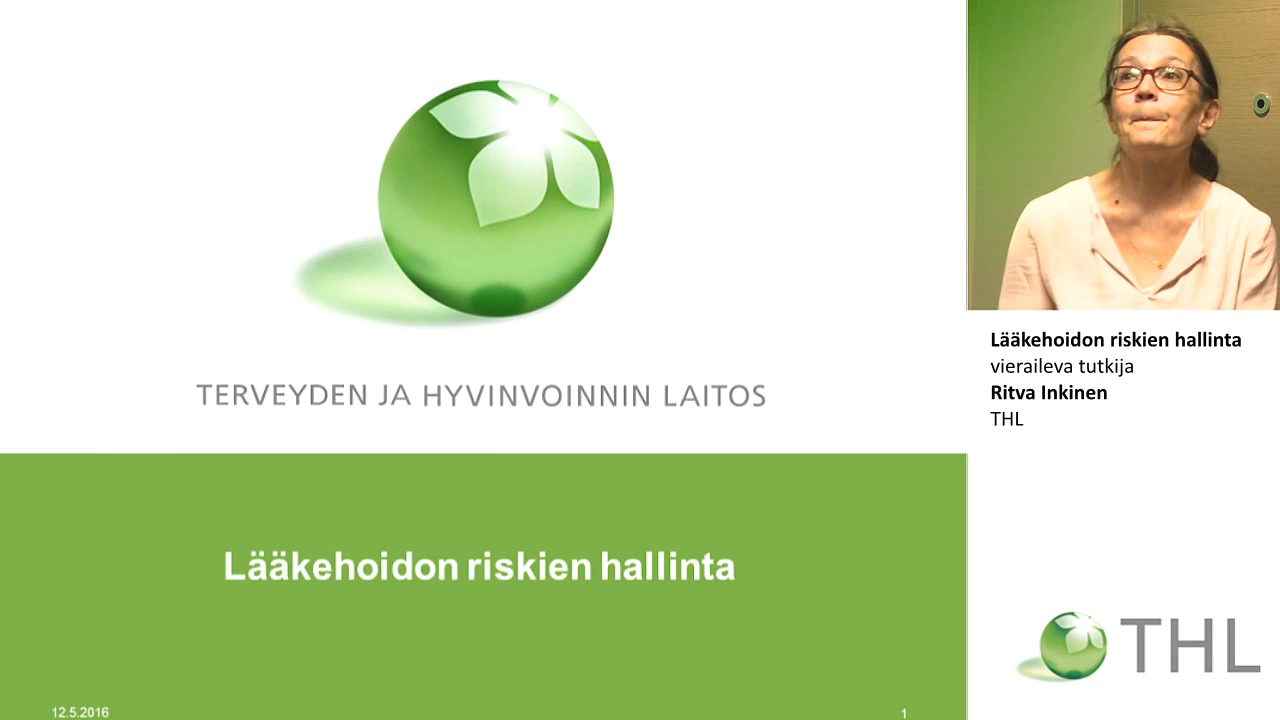 TERVEYDEN JA HYVINVOINNIN LAITOS
Lääkehoidon riskien hallinta
12.5.2016
1
Lääkehoidon riskien hallinta
vieraileva tutkija
Ritva Inkinen
THL
THL